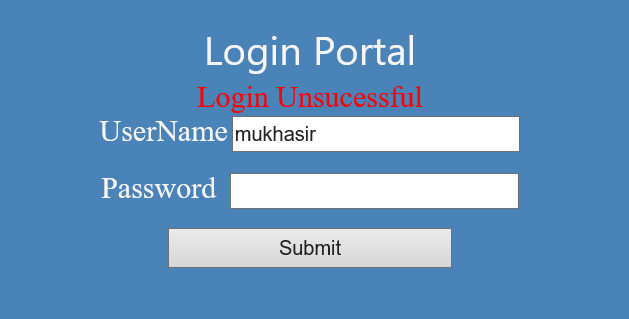 Login Portal
Login Unsucessful
UserName mukhasir
Password
Submit